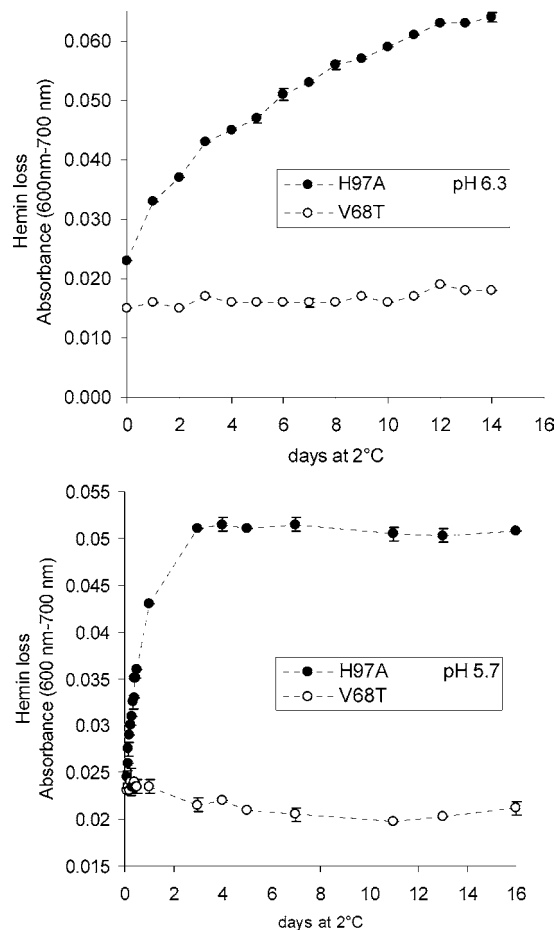 Hemin loss
Absorbance (600nm-700 nm)
0.060
0.050
0.040
0.030
0.020
0.010
0.000
H97A pH 6.3
V68T
0 2 4 6 8 10 12 14 16
days at 2°C
Hemin loss
Absorbance (600 nm-700 nm)
0.055
0.05
0.045
0.04
0.035
0.03
0.025
0.02
0.015
H97A pH 5.7
V68T
0 2 4 6 8 10 12 14 16
days at 2°C